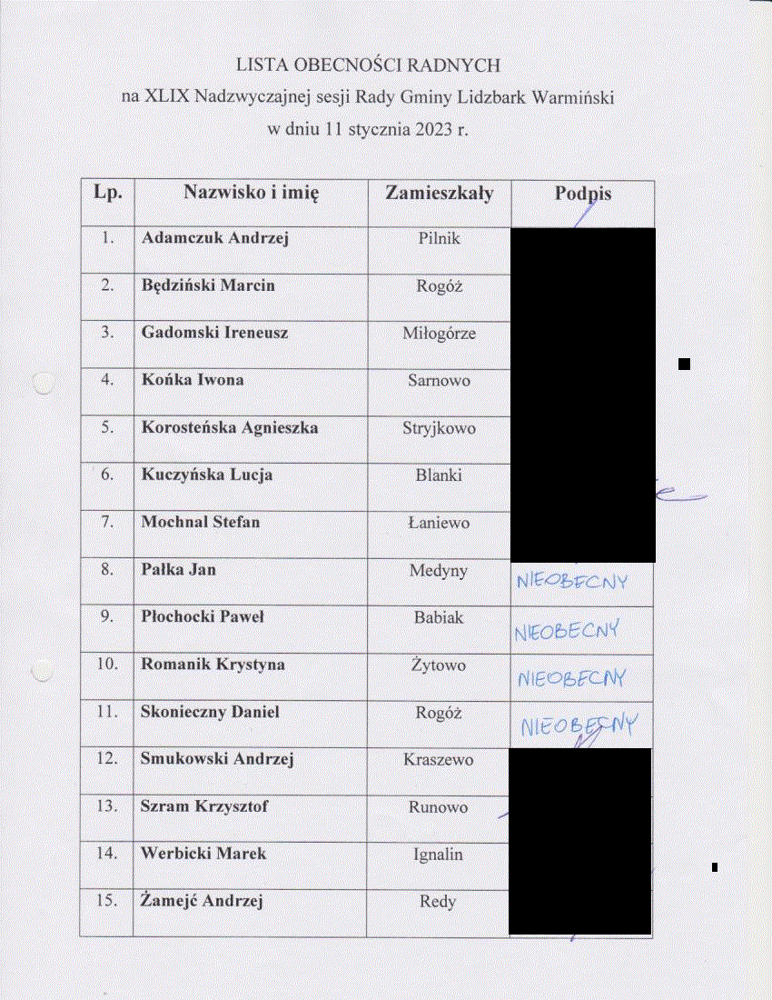 LISTA OBECNOŚCI RADNYCH
na XLIX Nadzwyczajnej sesji Rady Gminy Lidzbark Warmiński
w dniu 11 stycznia 2023 r.
Lp. Nazwisko i imię Zamieszkały Podpis
1. Adamczuk Andrzej Pilnik
2. Będziński Marcin Rogóż
3. Gadomski Ireneusz Miłogórze
4. Końka Iwona Sarnowo
5. Korosteńska Agnieszka Stryjkowo
6. Kuczyńska Lucja Blanki
7. Mochnal Stefan Łaniewo
8. Pałka Jan Medyny NIEOBECNY
9. Płochocki Paweł Babiak NIEOBECNY
10. Romanik Krystyna Żytowo NIEOBECNY
11. Skonieczny Daniel Rogóż NIEOBECNY
12. Smukowski Andrzej Kraszewo
13. Szram Krzysztof Runowo
14. Werbicki Marek Ignalin
15. Żamejć Andrzej Redy